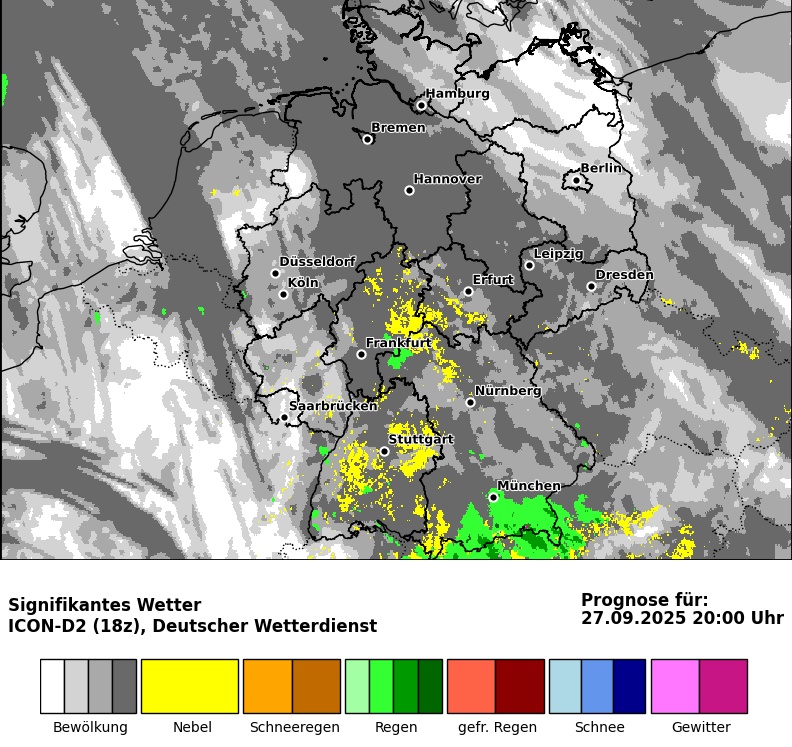 Hamburg
Bremen
Berlin
Hannover
Leipzig
Düsseldorf
Dresden
Erfurt
Köln
Frankfurt
Nürnberg
Saarbrücken
Stuttgart
München
Signifikantes Wetter
ICON-D2 (18z), Deutscher Wetterdienst
Prognose für:
27.09.2025 20:00 Uhr
Bewölkung Nebel Schneeregen Regen gefr. Regen Schnee Gewitter